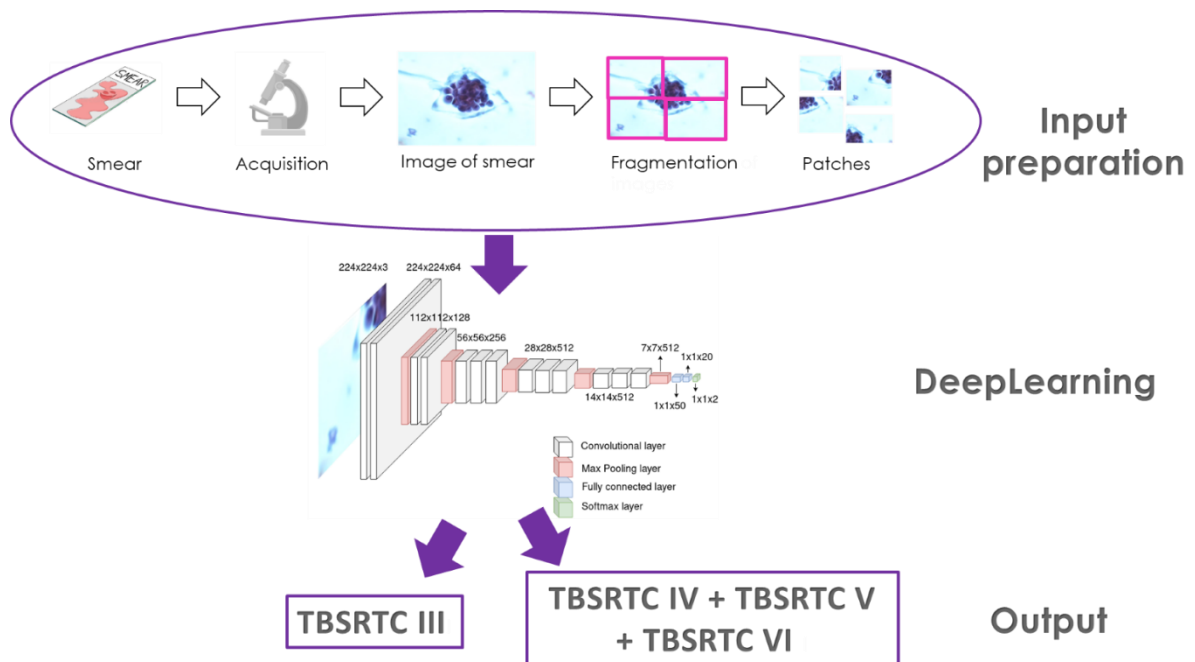 SMEAR
Smear
Acquisition
Image of smear
Fragmentation of
images
Patches
Input
preparation
224x224x3
224x224x64
112x112x128
56x56x256
28x28x512
14x14x512
7x7x512
1x1x20
1x1x50
1x1x2
Convolutional layer
Max Pooling layer
Fully connected layer
Softmax layer
DeepLearning
TBSRTC III
TBSRTC IV + TBSRTC V
+ TBSRTC VI
Output